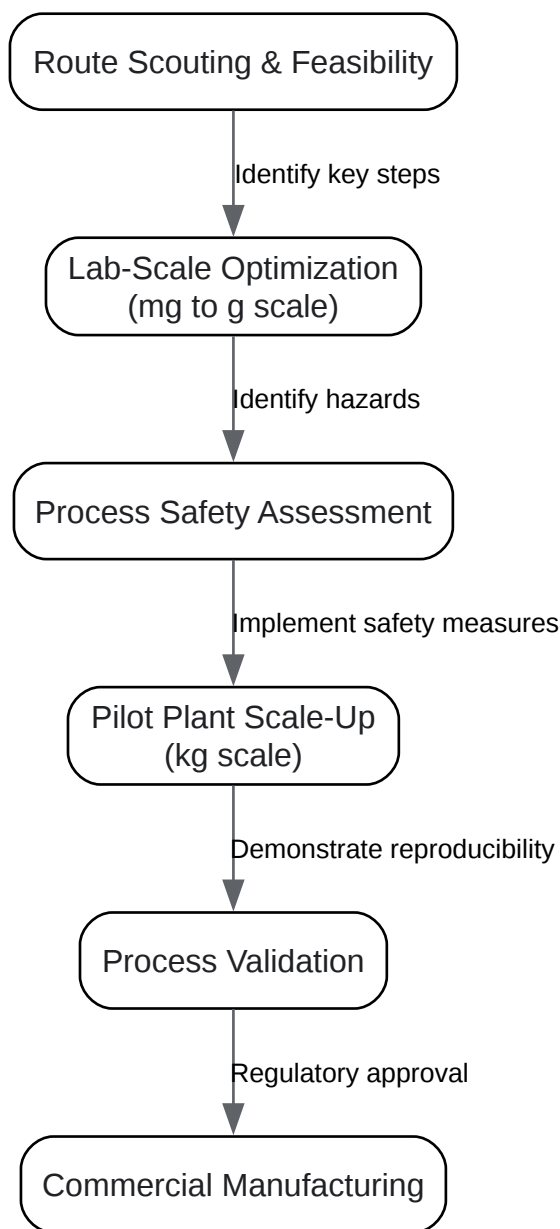 Route Scouting & Feasibility
Identify key steps
Lab-Scale Optimization
(mg to g scale)
Identify hazards
Process Safety Assessment
Implement safety measures
Pilot Plant Scale-Up
(kg scale)
Demonstrate reproducibility
Process Validation
Regulatory approval
Commercial Manufacturing